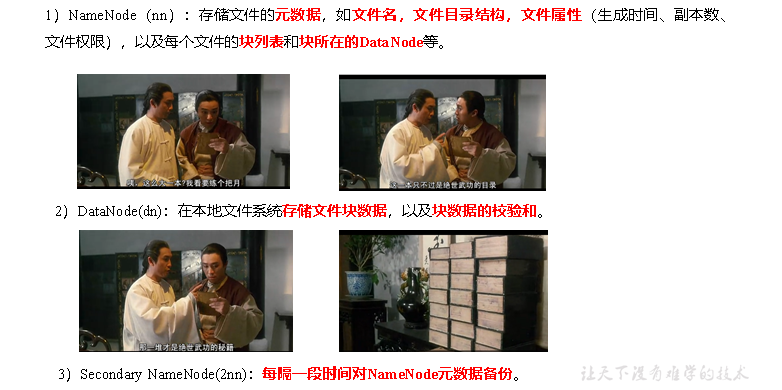 1）NameNode（nn）：存储文件的元数据，如文件名，文件目录结构，文件属性（生成时间、副本数、
文件权限），以及每个文件的块列表和块所在的DataNode等。
咦，这么大一本?我看要练个把月
这一本只不过是绝世武功的目录
2）DataNode(dn)：在本地文件系统存储文件块数据，以及块数据的校验和。
那一堆才是绝世武功的秘籍
3）Secondary NameNode(2nn)：每隔一段时间对NameNode元数据备份。
让天下没有难学的技术